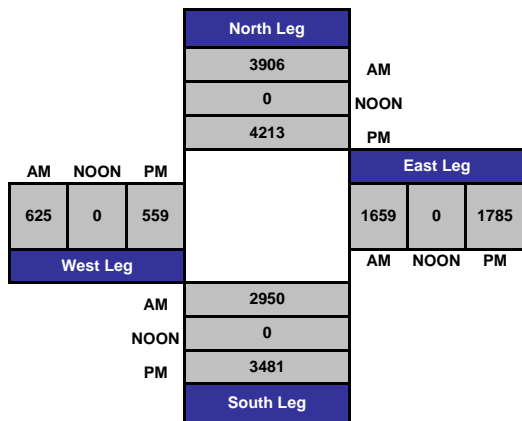 North Leg
3906 AM
0 NOON
4213 PM
East Leg
AM NOON PM
625 0 559
1659 0 1785
West Leg
AM NOON PM
AM 2950
NOON 0
PM 3481
South Leg